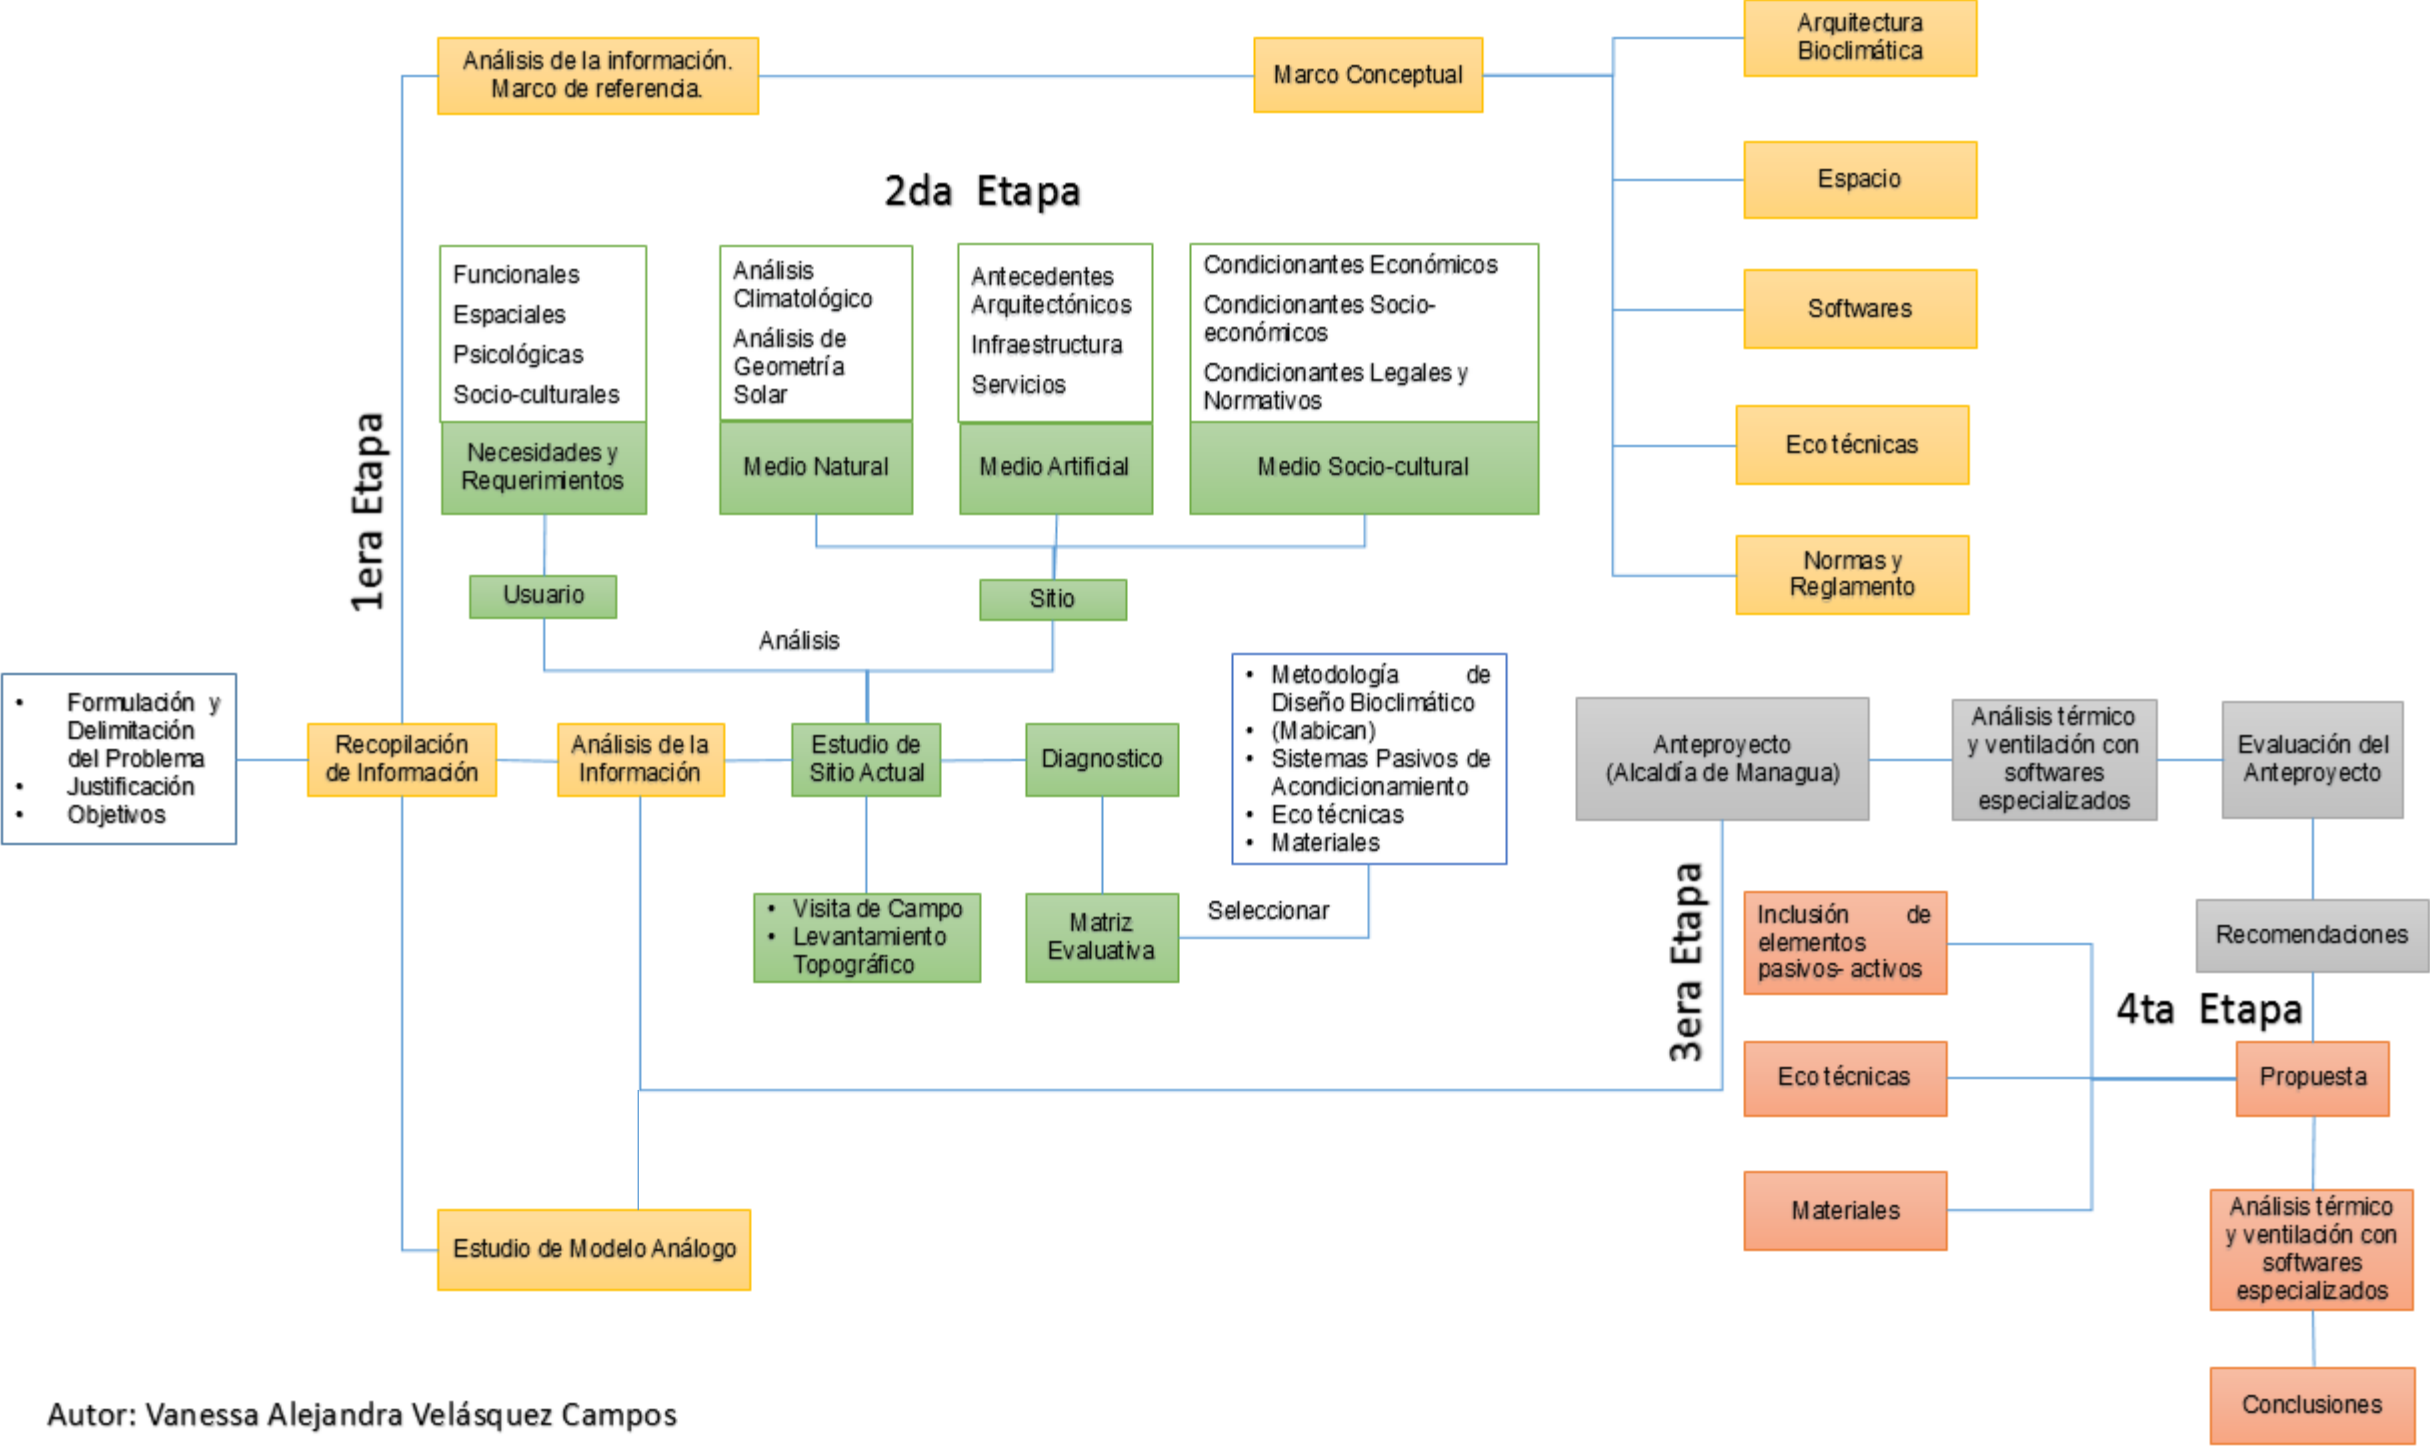 Análisis de la información.
Marco de referencia.
Marco Conceptual
Arquitectura
Bioclimática
Espacio
Softwares
Eco técnicas
Normas y
Reglamento
1era Etapa
2da Etapa
Funcionales
Espaciales
Psicológicas
Socio-culturales
Necesidades y
Requerimientos
Análisis
Climatológico
Análisis de
Geometría
Solar
Medio Natural
Antecedentes
Arquitectónicos
Infraestructura
Servicios
Medio Artificial
Condicionantes Económicos
Condicionantes Socio-
económicos
Condicionantes Legales y
Normativos
Medio Socio-cultural
Usuario
Sitio
Análisis
• Formulación y
Delimitación
del Problema
• Justificación
• Objetivos
Recopilación
de Información
Análisis de la
Información
Estudio de
Sitio Actual
Diagnostico
• Visita de Campo
• Levantamiento
Topográfico
Matriz
Evaluativa
Seleccionar
• Metodología de
Diseño Bioclimático
• (Mabican)
• Sistemas Pasivos de
Acondicionamiento
• Eco técnicas
• Materiales
Estudio de Modelo Análogo
3era Etapa
Anteproyecto
(Alcaldía de Managua)
Análisis térmico
y ventilación con
softwares
especializados
Evaluación del
Anteproyecto
Recomendaciones
4ta Etapa
Inclusión de
elementos
pasivos- activos
Eco técnicas
Materiales
Propuesta
Análisis térmico
y ventilación con
softwares
especializados
Conclusiones
Autor: Vanessa Alejandra Velásquez Campos